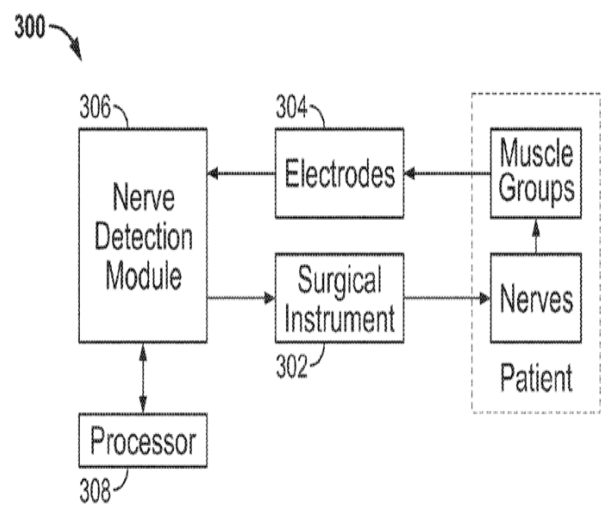 300
306
304
Nerve
Detection
Module
Electrodes
Muscle
Groups
Surgical
Instrument
302
Nerves
Patient
Processor
308